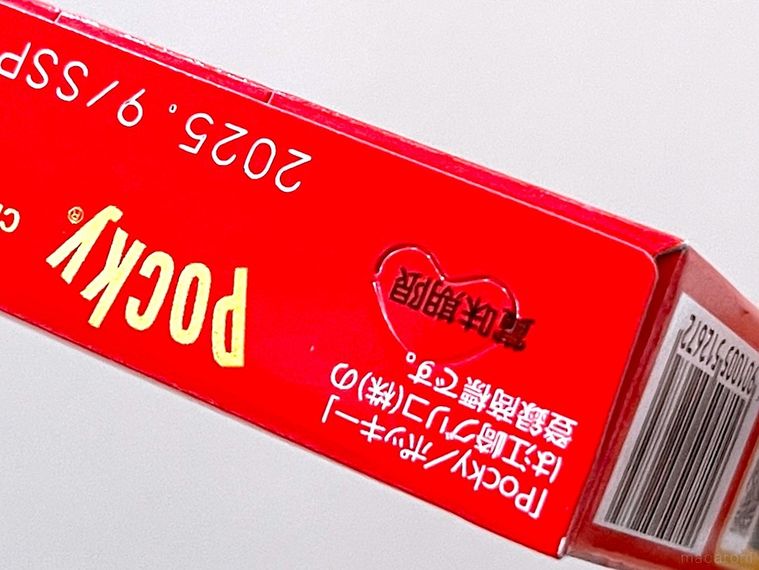 「Pocky／ポッキー」
は江崎グリコ(株)の
登録商標です。
Pocky®
賞味期限
2025. 9/SSP
macaroni